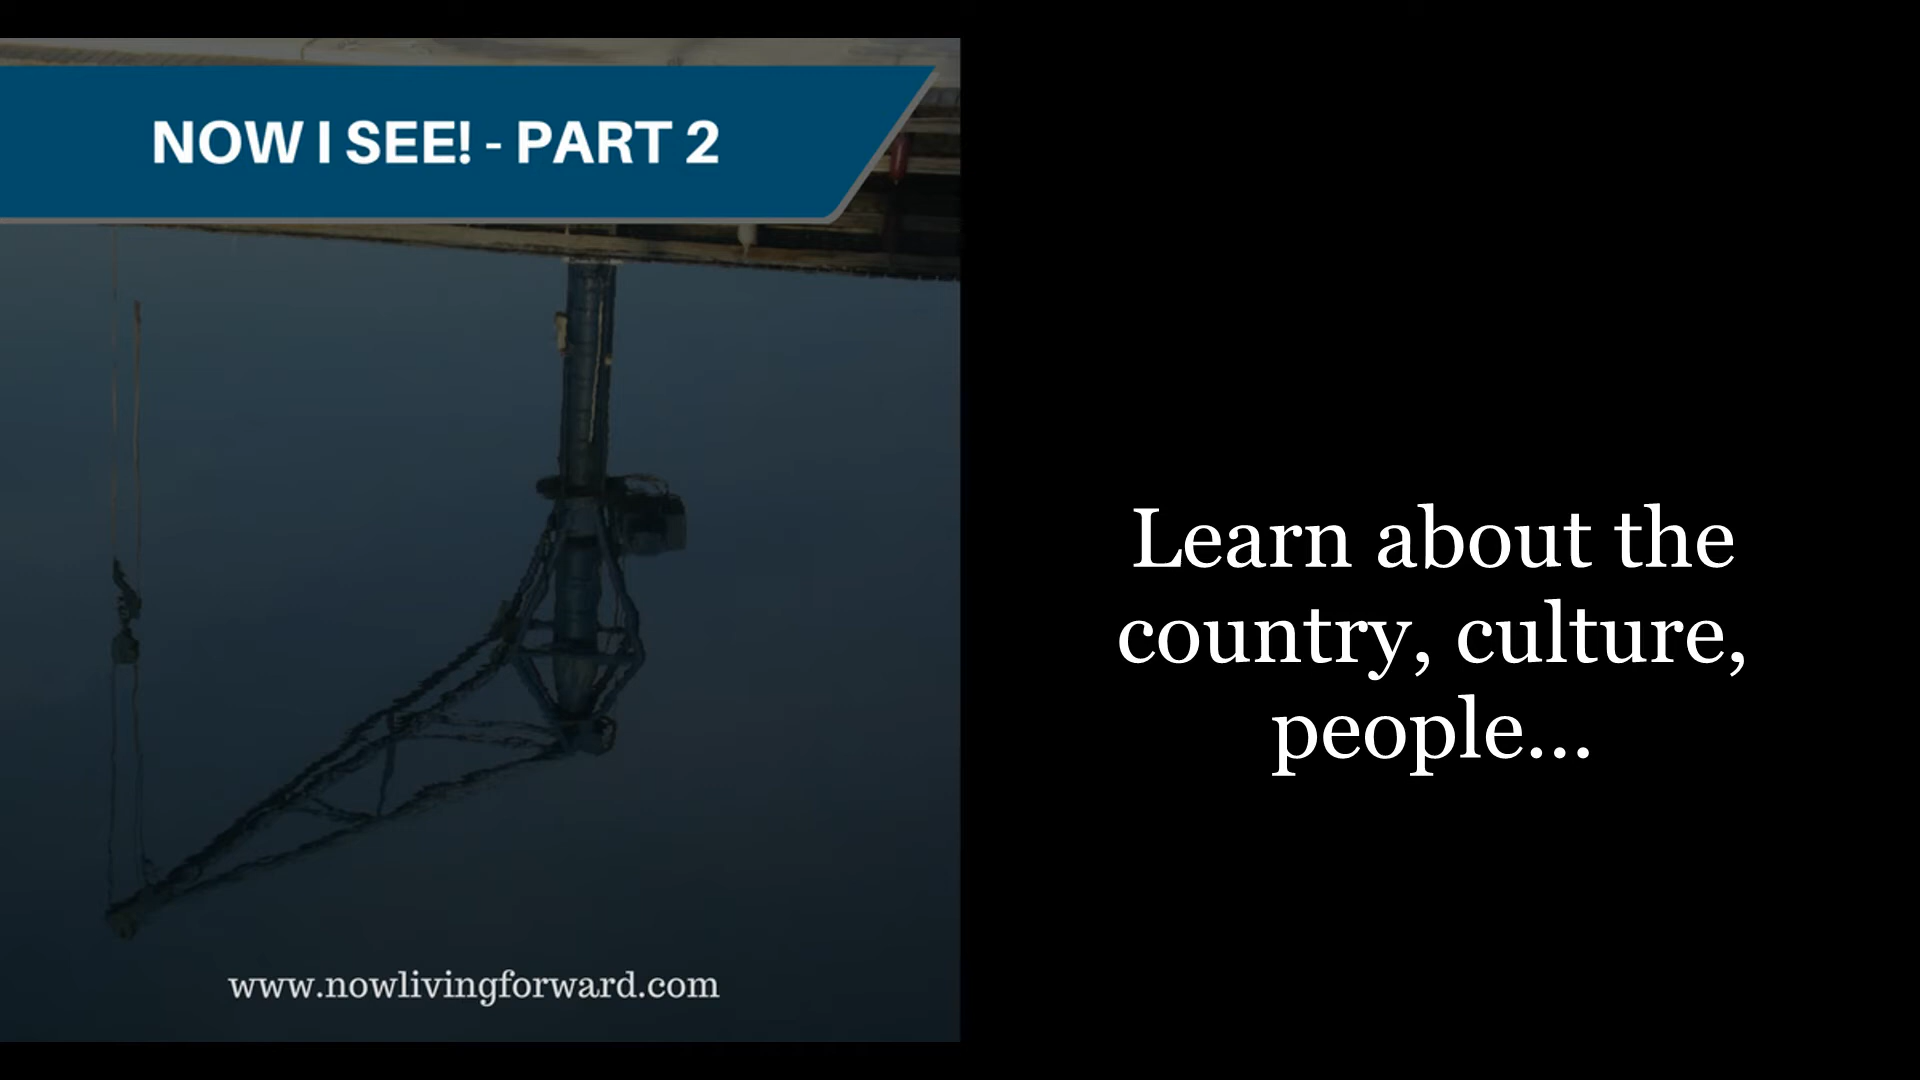 NOW I SEE! - PART 2
www.nowlivingforward.com
Learn about the
country, culture,
people...